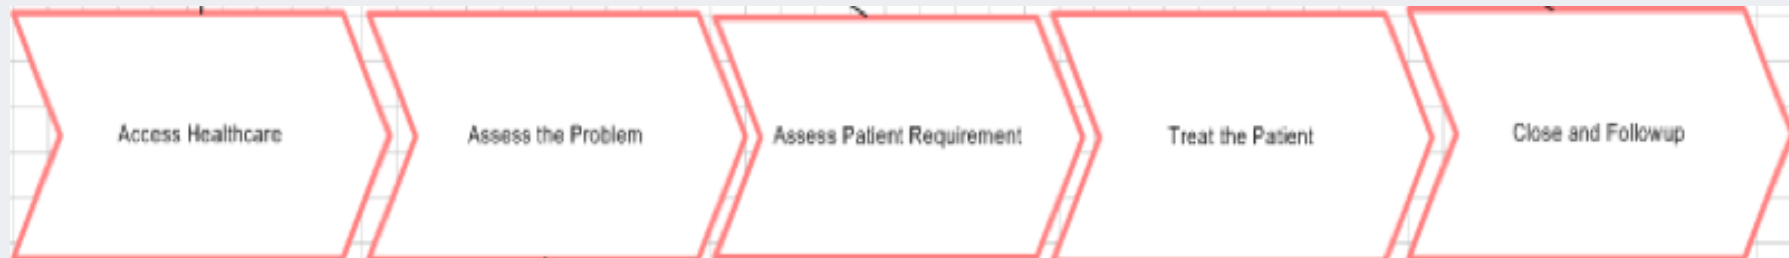 Access Healthcare
Assess the Problem
Assess Patient Requirement
Treat the Patient
Close and Followup